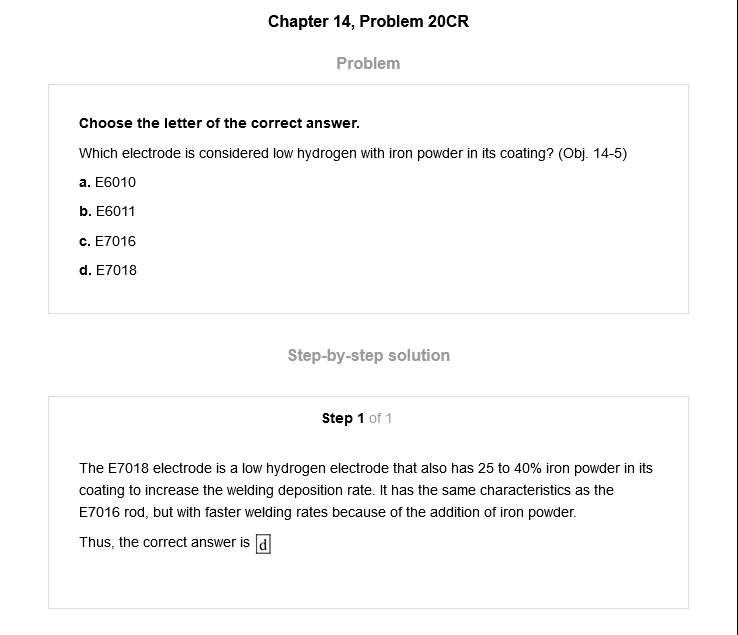 Chapter 14, Problem 20CR
Problem
Choose the letter of the correct answer.
Which electrode is considered low hydrogen with iron powder in its coating? (Obj. 14-5)
a. E6010
b. E6011
c. E7016
d. E7018
Step-by-step solution
Step 1 of 1
The E7018 electrode is a low hydrogen electrode that also has 25 to 40% iron powder in its
coating to increase the welding deposition rate. It has the same characteristics as the
E7016 rod, but with faster welding rates because of the addition of iron powder.
Thus, the correct answer is d